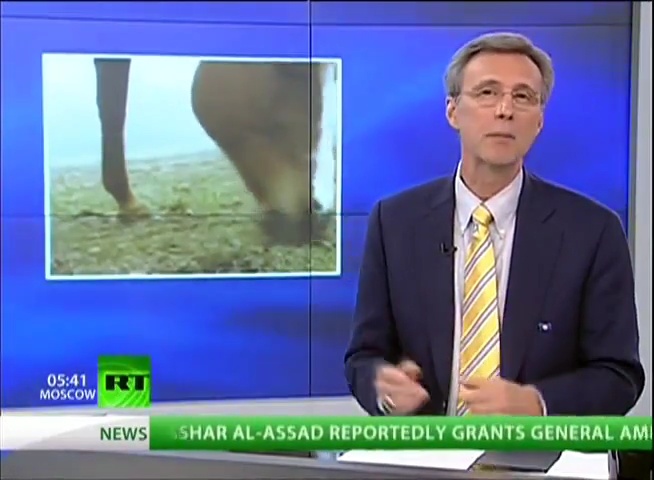 05:41
MOSCOW
RT
NEWS
SHAR AL-ASSAD REPORTEDLY GRANTS GENERAL AM